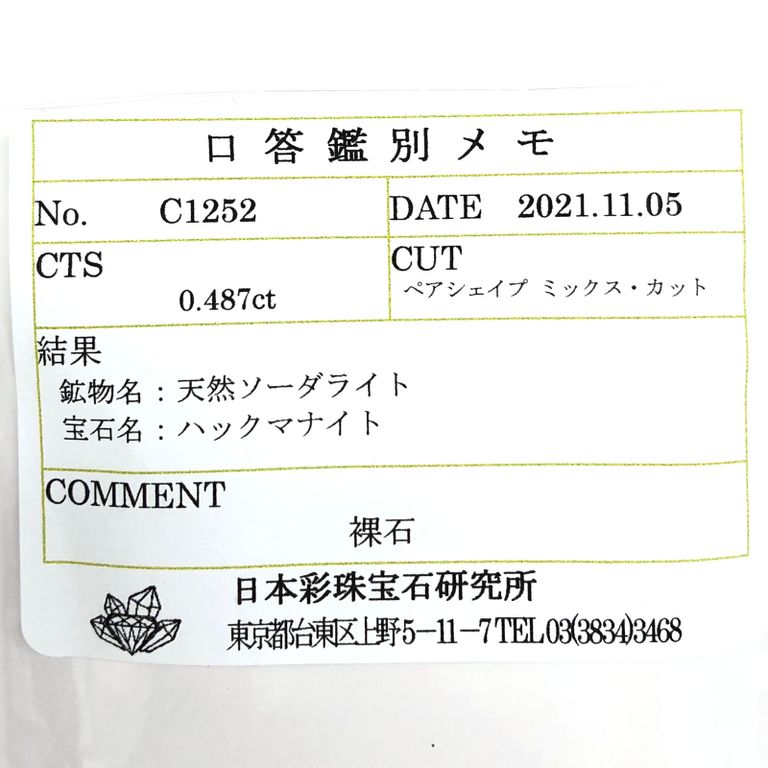 口答鑑別メモ
No. C1252 DATE 2021.11.05
CTS CUT
0.487ct ペアシェイプ ミックス・カット
結果
鉱物名：天然ソーダライト
宝石名：ハックマナイト
COMMENT
裸石
日本彩珠宝石研究所
東京都台東区上野5－11－7 TEL 03(3834)3468